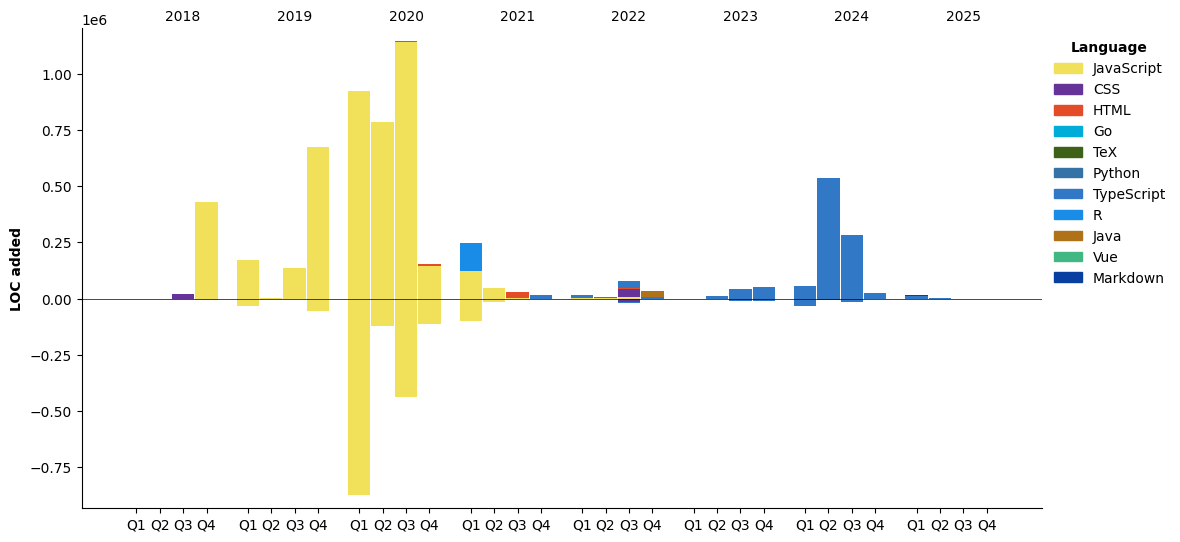 2018 2019 2020 2021 2022 2023 2024 2025
1e6
Language
JavaScript
CSS
HTML
Go
TeX
Python
TypeScript
R
Java
Vue
Markdown
LOC added
1.00
0.75
0.50
0.25
0.00
−0.25
−0.50
−0.75
Q1 Q2 Q3 Q4 Q1 Q2 Q3 Q4 Q1 Q2 Q3 Q4 Q1 Q2 Q3 Q4 Q1 Q2 Q3 Q4 Q1 Q2 Q3 Q4 Q1 Q2 Q3 Q4 Q1 Q2 Q3 Q4